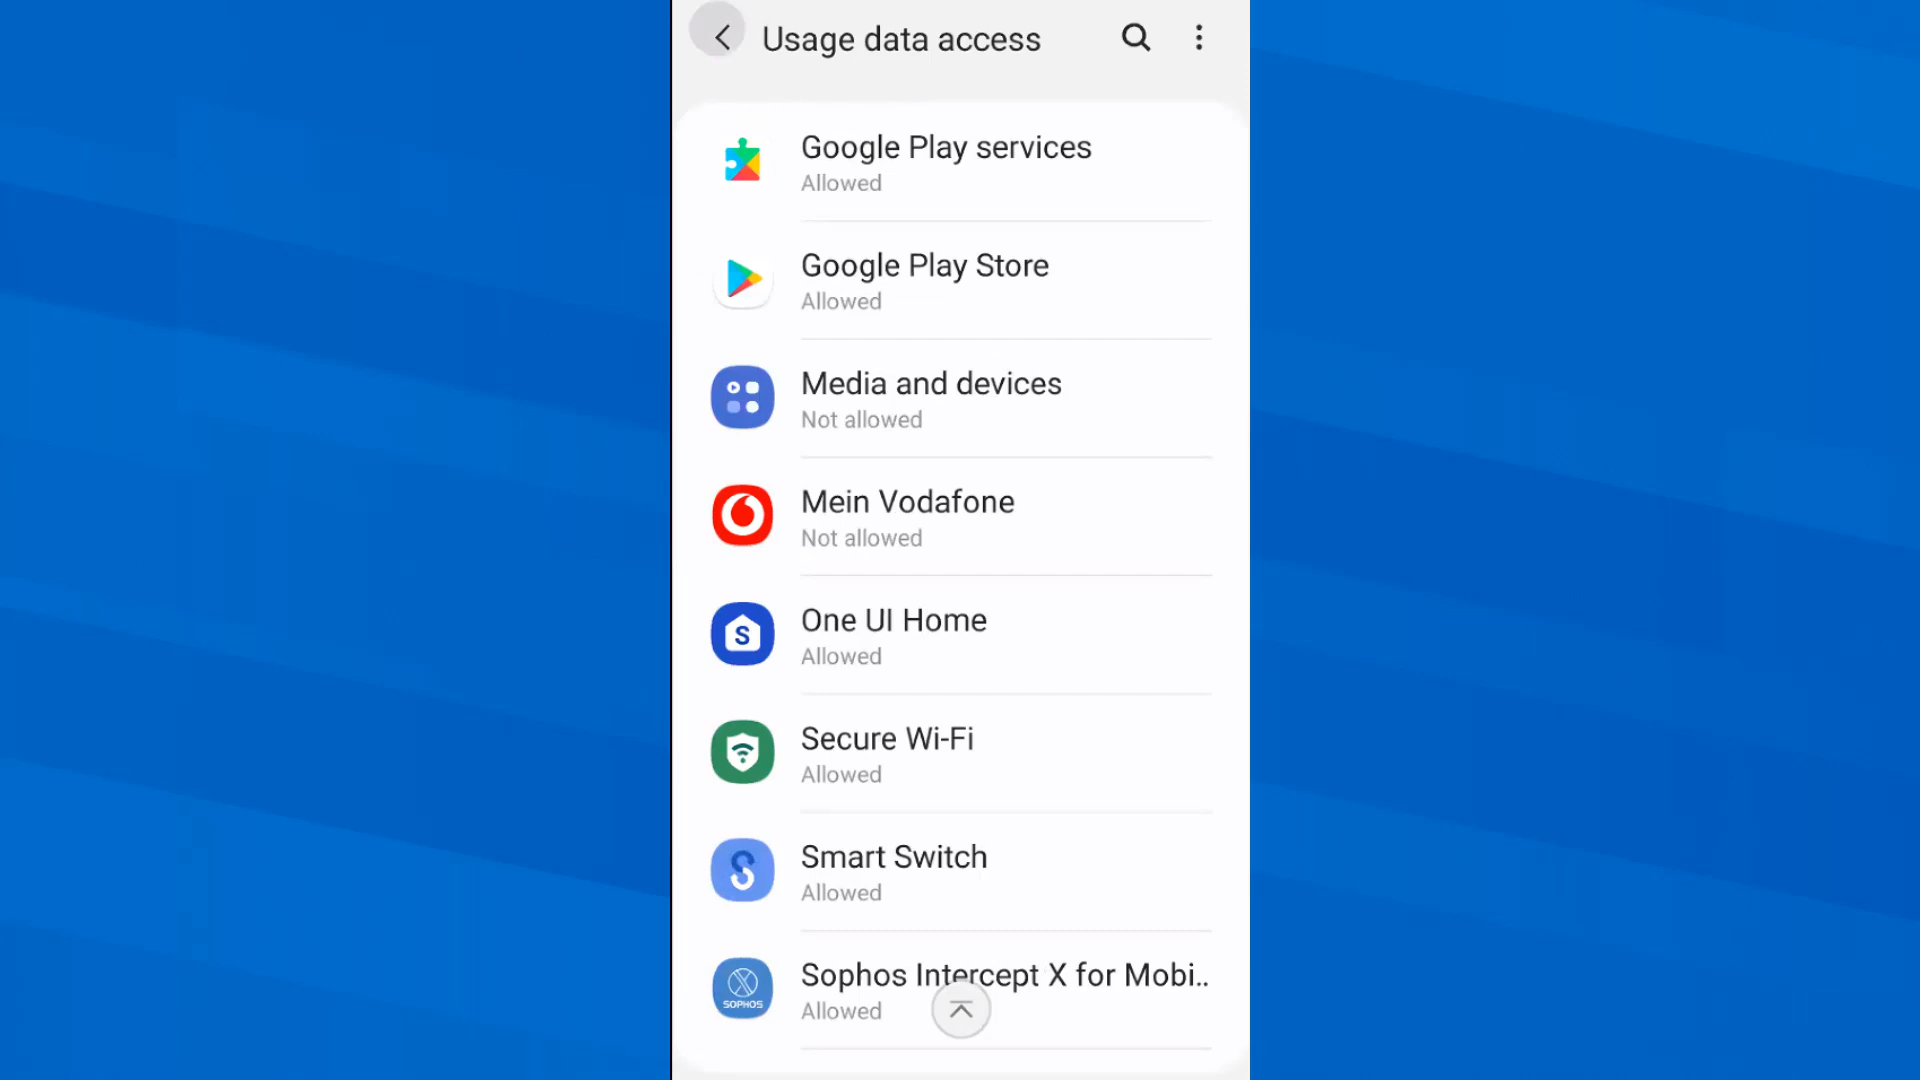 Usage data access
Google Play services
Allowed
Google Play Store
Allowed
Media and devices
Not allowed
Mein Vodafone
Not allowed
One UI Home
Allowed
S
Secure Wi-Fi
Allowed
Smart Switch
Allowed
Sophos Intercept X for Mobi..
SOPHOS
Allowed